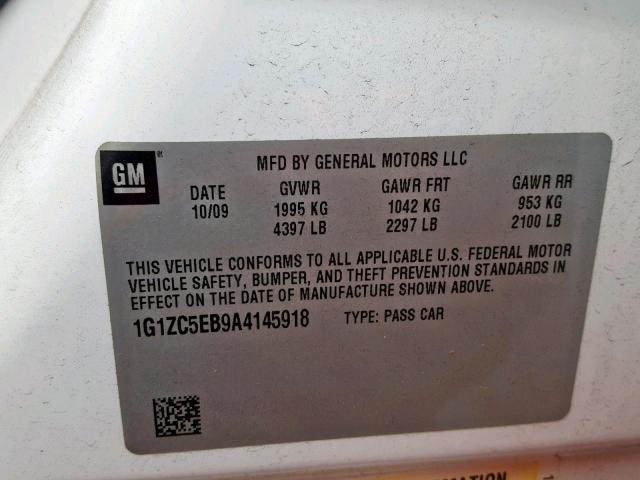 GM
MFD BY GENERAL MOTORS LLC
DATE GVWR GAWR FRT GAWR RR
10/09 1995 KG 1042 KG 953 KG
4397 LB 2297 LB 2100 LB
THIS VEHICLE CONFORMS TO ALL APPLICABLE U.S. FEDERAL MOTOR
VEHICLE SAFETY, BUMPER, AND THEFT PREVENTION STANDARDS IN
EFFECT ON THE DATE OF MANUFACTURE SHOWN ABOVE.
1G1ZC5EB9A4145918 TYPE: PASS CAR